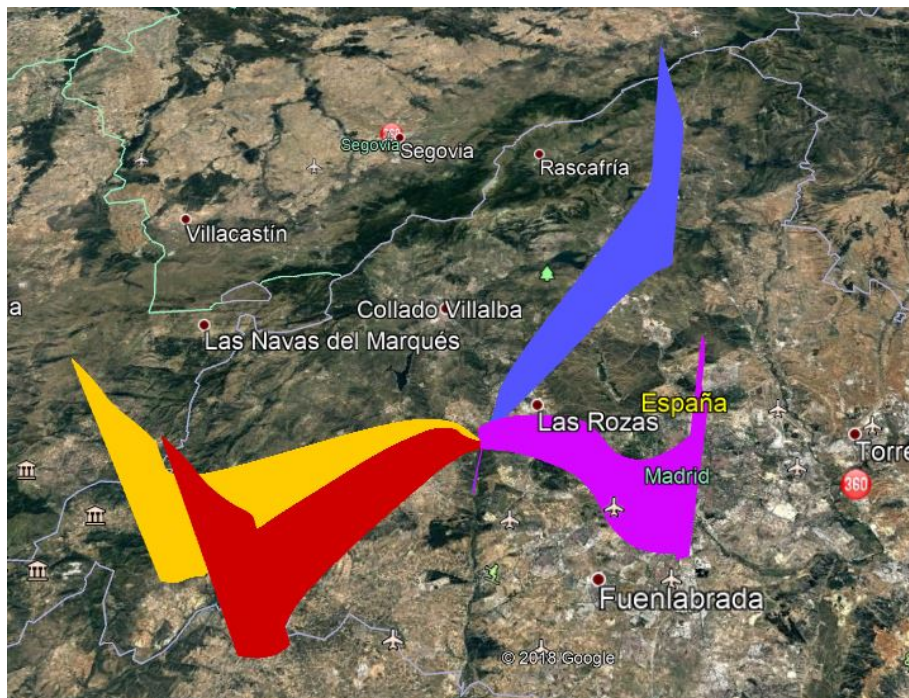 Segovia
Segovia
Rascafría
Villacastín
a
Collado Villalba
Las Navas del Marqués
España
Las Rozas
Torre
Madrid
360
Fuenlabrada
© 2018 Google